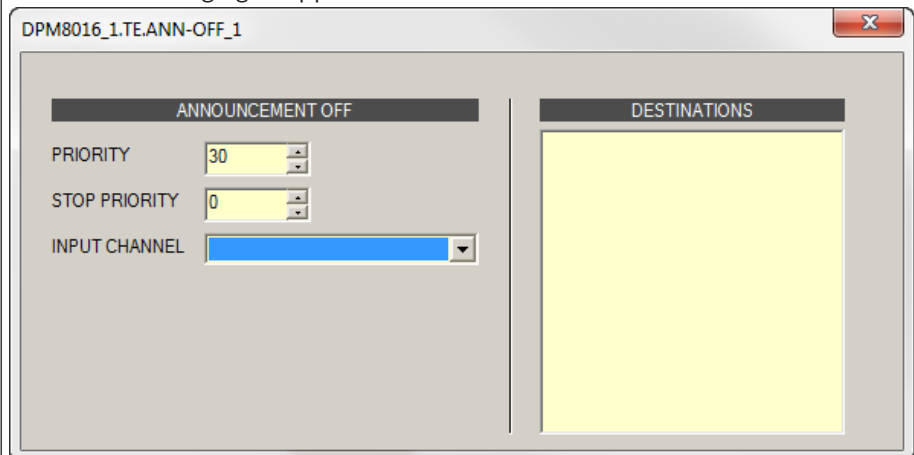 DPM8016_1.TE.ANN-OFF_1
ANNOUNCEMENT OFF
PRIORITY 30
STOP PRIORITY 0
INPUT CHANNEL
DESTINATIONS